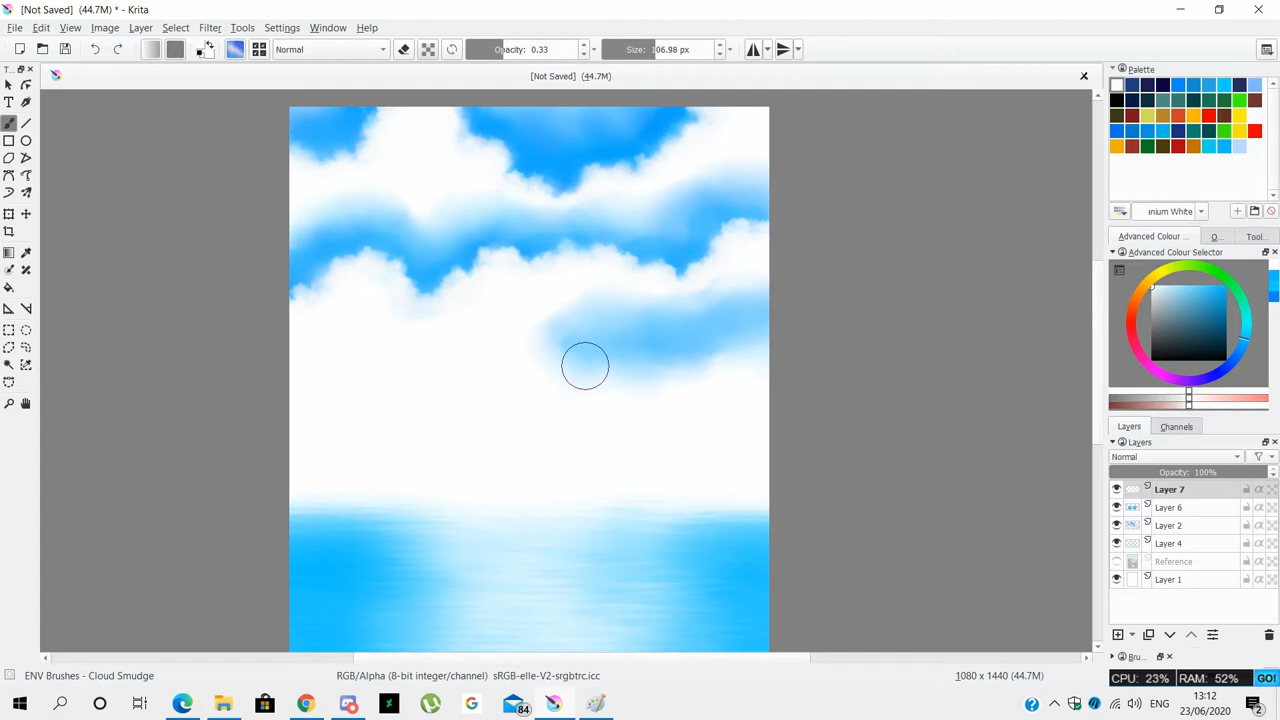 [Not Saved] (44.7M) * - Krita
File Edit View Image Layer Select Filter Tools Settings Window Help
Normal Opacity: 0.33 Size: 106.98 px
[Not Saved] (44.7M)
T...
Palette
anium White
Advanced Colour ... O... Tool...
Advanced Colour Selector
Layers Channels
Layers
Normal
Opacity: 100%
Layer 7
Layer 6
Layer 2
Layer 4
Reference
Layer 1
Bru...
ENV Brushes - Cloud Smudge RGB/Alpha (8-bit integer/channel) sRGB-elle-V2-srgbtrc.icc 1080 x 1440 (44.7M)
CPU: 23% RAM: 52% GO!
84 ENG 13:12
23/06/2020 2